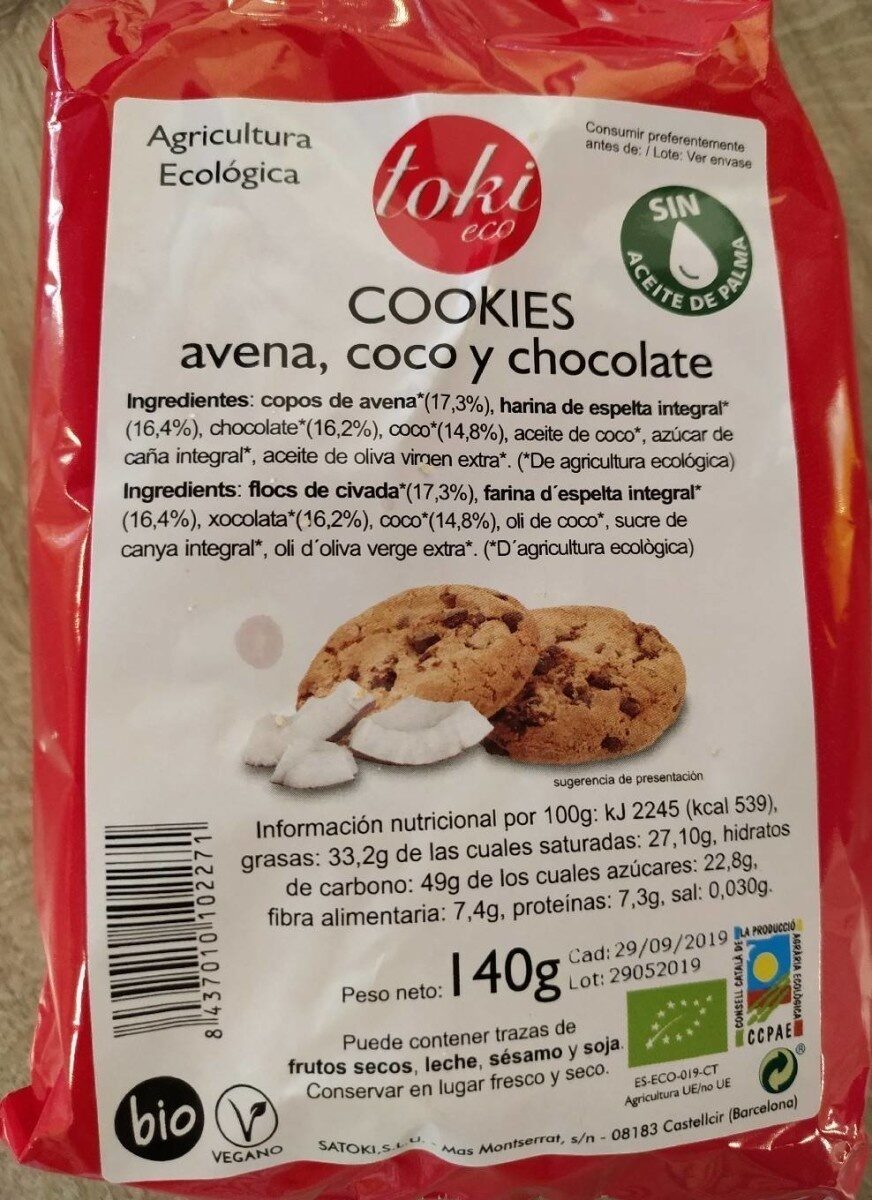 Agricultura
Ecológica
toki
eco
Consumir preferentemente
antes de: / Lote: Ver envase
SIN
ACEITE DE PALMA
COOKIES
avena, coco y chocolate
Ingredientes: copos de avena*(17,3%), harina de espelta integral*
(16,4%), chocolate*(16,2%), coco*(14,8%), aceite de coco*, azúcar de
caña integral*, aceite de oliva virgen extra*. (*De agricultura ecológica)
Ingredients: flocs de civada*(17,3%), farina d´espelta integral*
(16,4%), xocolata*(16,2%), coco*(14,8%), oli de coco*, sucre de
canya integral*, oli d´oliva verge extra*. (*D´agricultura ecològica)
sugerencia de presentación
Información nutricional por 100g: kJ 2245 (kcal 539),
grasas: 33,2g de las cuales saturadas: 27,10g, hidratos
de carbono: 49g de los cuales azúcares: 22,8g,
fibra alimentaria: 7,4g, proteínas: 7,3g, sal: 0,030g.
8 437010 102271
Peso neto: 140g
Cad: 29/09/2019
Lot: 29052019
CONSELL CATALÀ DE LA PRODUCCIÓ AGRÀRIA ECOLÒGICA
CCPAE
Puede contener trazas de
frutos secos, leche, sésamo y soja.
Conservar en lugar fresco y seco.
ES-ECO-019-CT
Agricultura UE/no UE
®
bio
V
VEGANO
SATOKI,S.L.U. - Mas Montserrat, s/n - 08183 Castellcir (Barcelona)